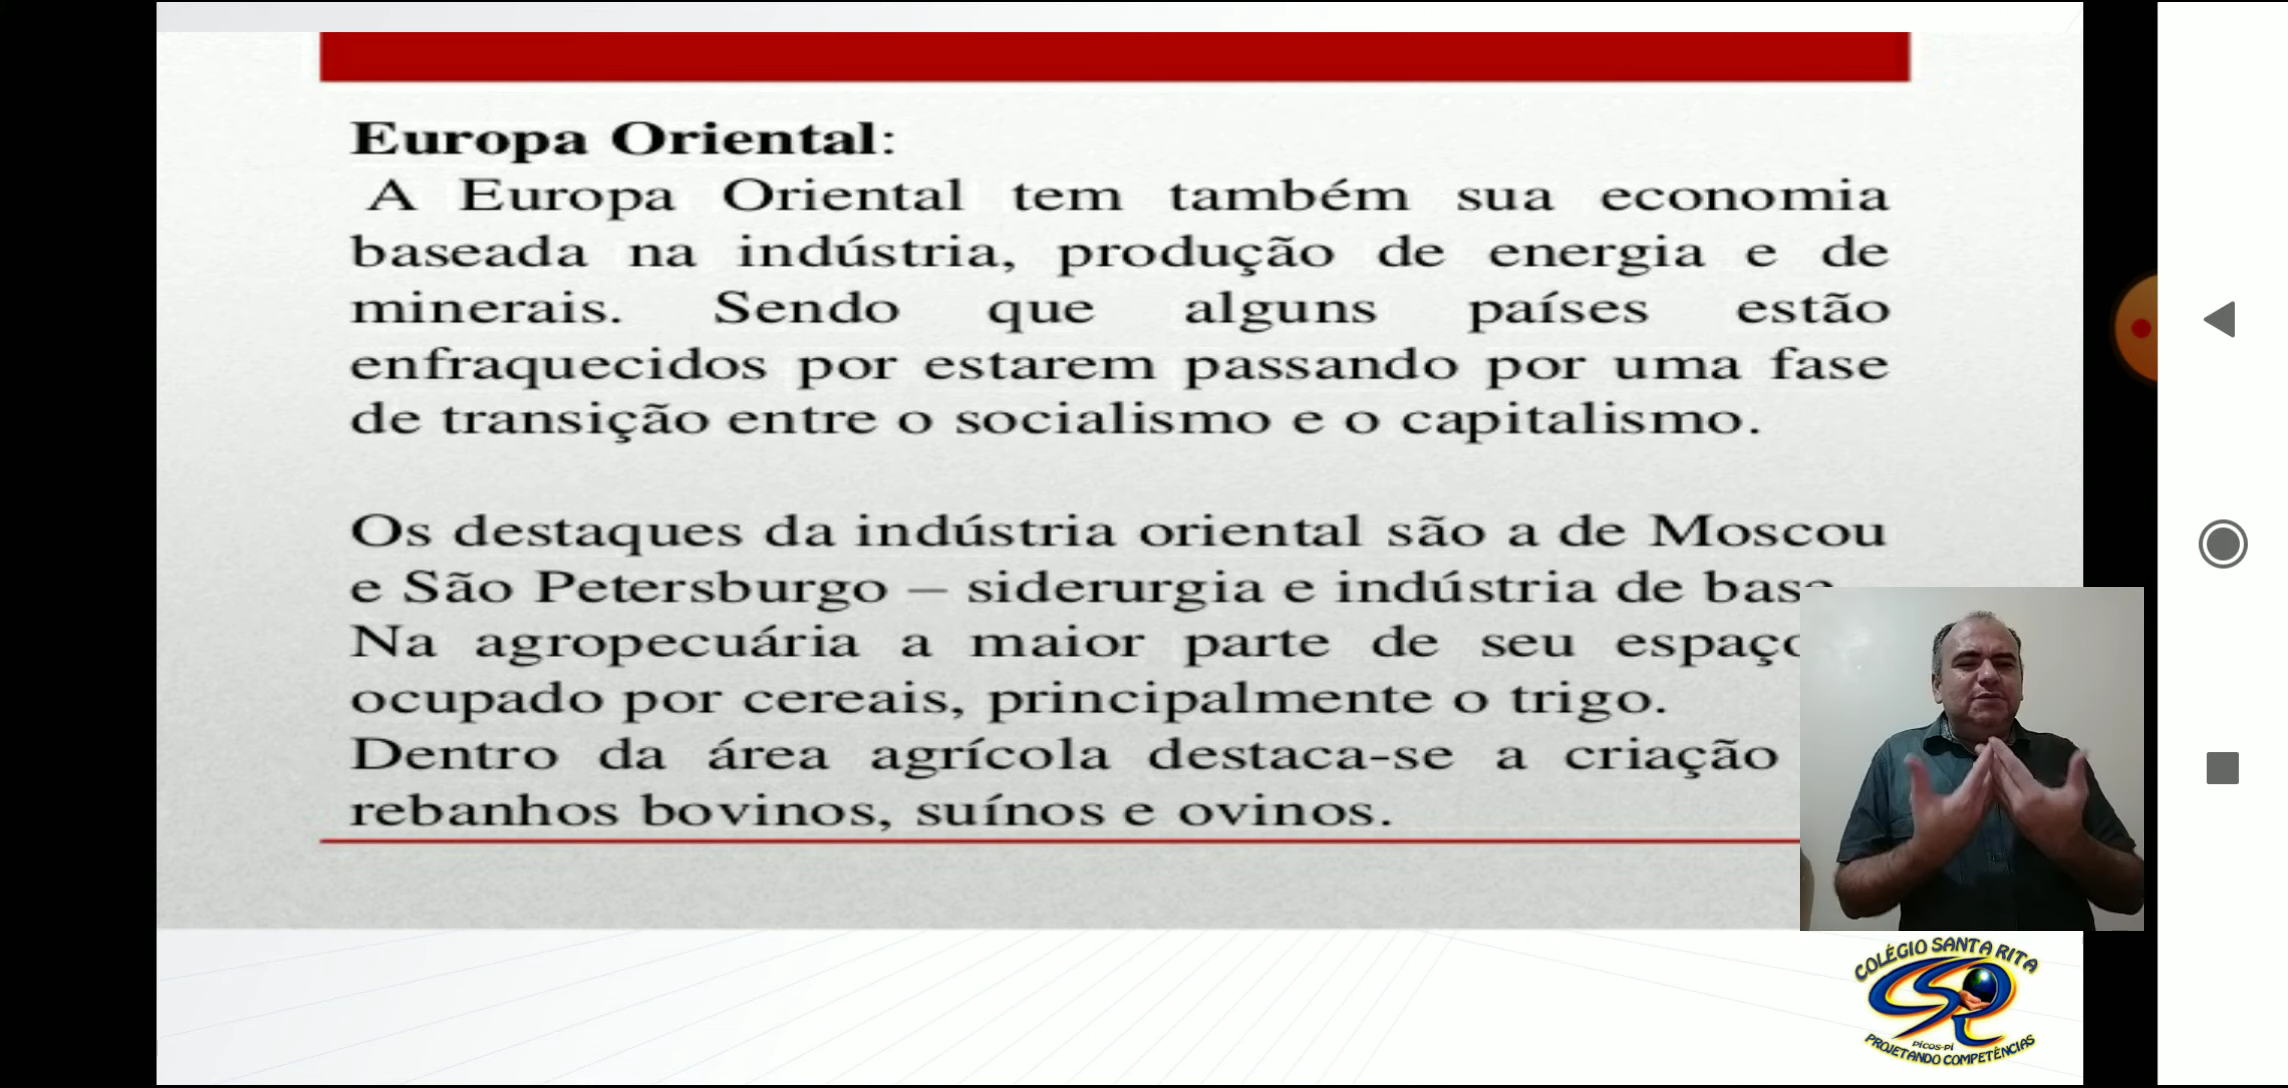 Europa Oriental:
A Europa Oriental tem também sua economia
baseada na indústria, produção de energia e de
minerais. Sendo que alguns países estão
enfraquecidos por estarem passando por uma fase
de transição entre o socialismo e o capitalismo.
Os destaques da indústria oriental são a de Moscou
e São Petersburgo – siderurgia e indústria de base
Na agropecuária a maior parte de seu espaço
ocupado por cereais, principalmente o trigo.
Dentro da área agrícola destaca-se a criação
rebanhos bovinos, suínos e ovinos.
COLÉGIO SANTA RITA
PICOS-PI
PROJETANDO COMPETÊNCIAS